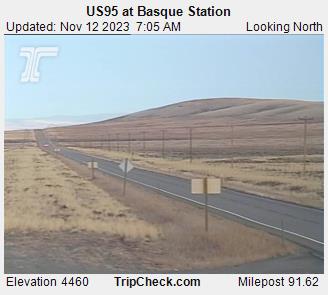 US95 at Basque Station
Updated: Nov 12 2023 7:05 AM Looking North
Elevation 4460 TripCheck.com Milepost 91.62